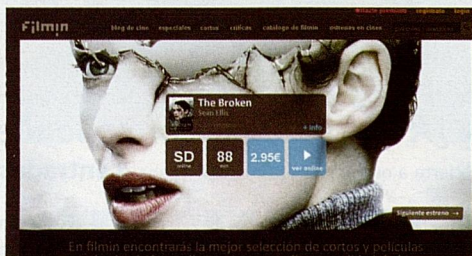 filmin
blog de cine especiales cortos críticas catálogo de filmin estrenos en cines
The Broken
Sean Ellis
+ info
SD
88
2.95€
ver online
Siguiente estreno →
En filmin encontrarás la mejor selección de cortos y películas